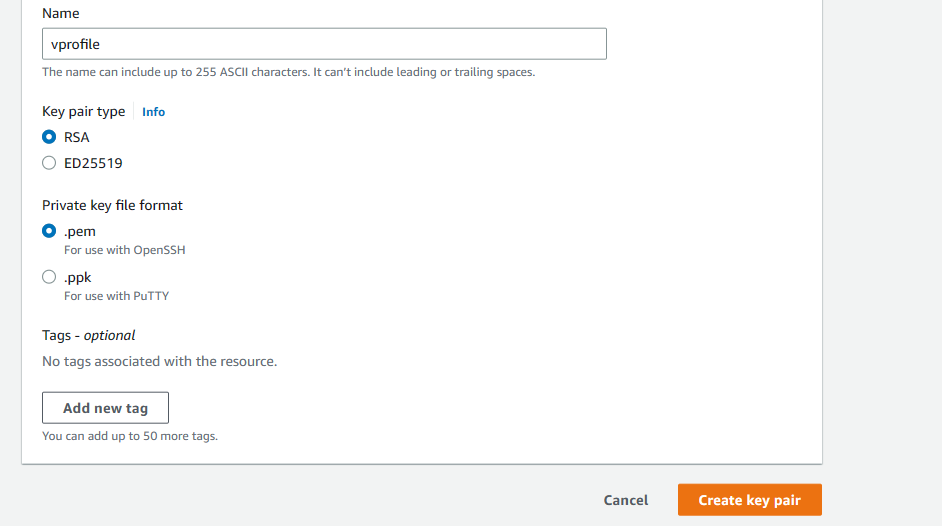 Name
vprofile
The name can include up to 255 ASCII characters. It can't include leading or trailing spaces.
Key pair type Info
RSA
ED25519
Private key file format
.pem
For use with OpenSSH
.ppk
For use with PuTTY
Tags - optional
No tags associated with the resource.
Add new tag
You can add up to 50 more tags.
Cancel Create key pair